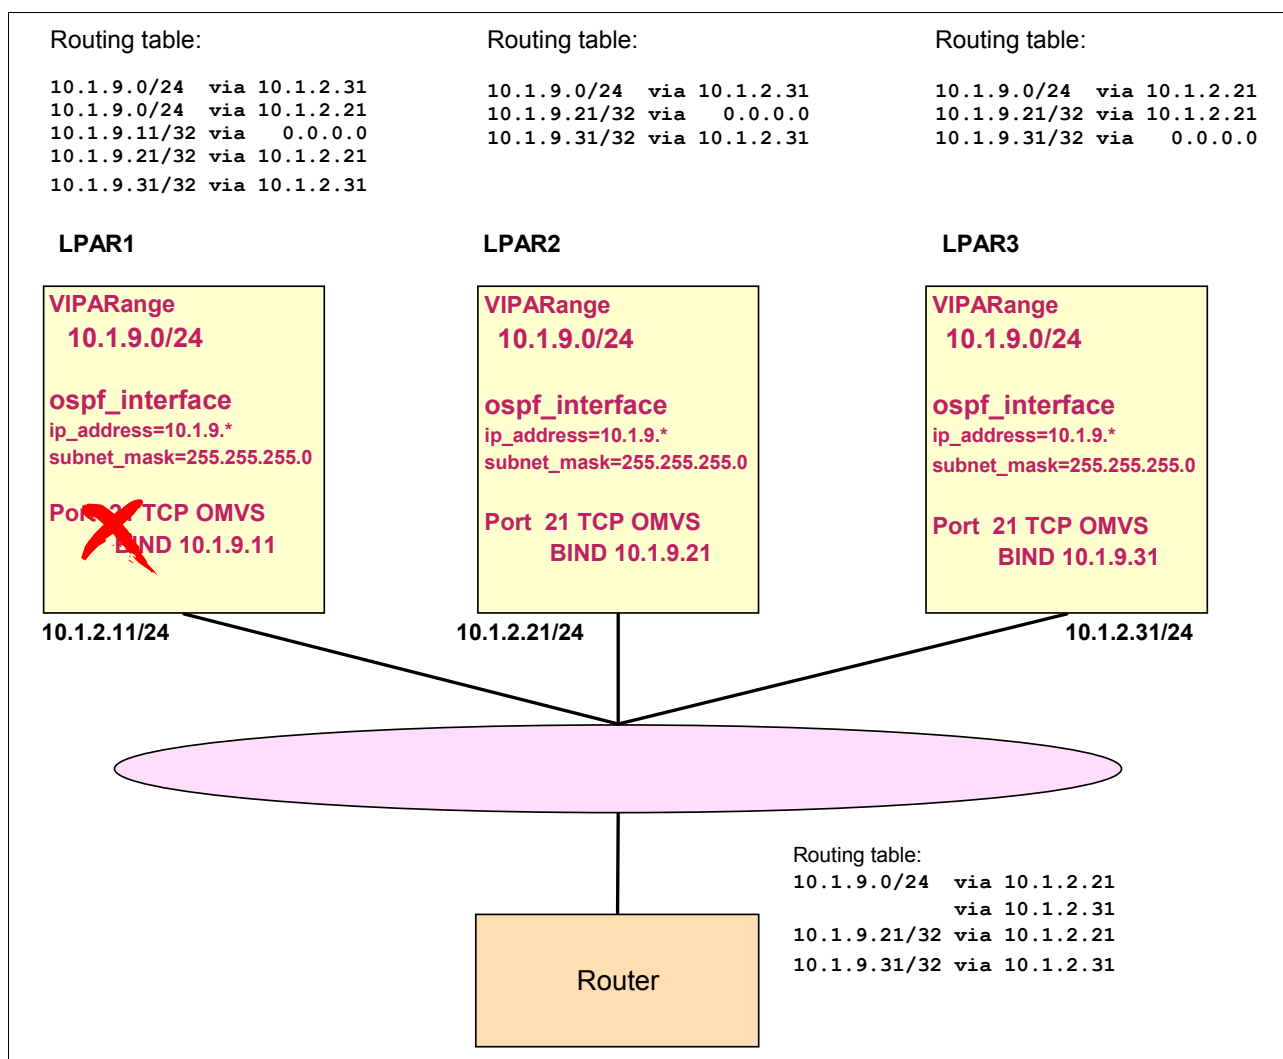 Routing table:
10.1.9.0/24 via 10.1.2.31
10.1.9.0/24 via 10.1.2.21
10.1.9.11/32 via 0.0.0.0
10.1.9.21/32 via 10.1.2.21
10.1.9.31/32 via 10.1.2.31
Routing table:
10.1.9.0/24 via 10.1.2.31
10.1.9.21/32 via 0.0.0.0
10.1.9.31/32 via 10.1.2.31
Routing table:
10.1.9.0/24 via 10.1.2.21
10.1.9.21/32 via 10.1.2.21
10.1.9.31/32 via 0.0.0.0
LPAR1
VIPARange
10.1.9.0/24
ospf_interface
ip_address=10.1.9.*
subnet_mask=255.255.255.0
Port 21 TCP OMVS
BIND 10.1.9.11
10.1.2.11/24
LPAR2
VIPARange
10.1.9.0/24
ospf_interface
ip_address=10.1.9.*
subnet_mask=255.255.255.0
Port 21 TCP OMVS
BIND 10.1.9.21
10.1.2.21/24
LPAR3
VIPARange
10.1.9.0/24
ospf_interface
ip_address=10.1.9.*
subnet_mask=255.255.255.0
Port 21 TCP OMVS
BIND 10.1.9.31
10.1.2.31/24
Routing table:
10.1.9.0/24 via 10.1.2.21
via 10.1.2.31
10.1.9.21/32 via 10.1.2.21
10.1.9.31/32 via 10.1.2.31
Router